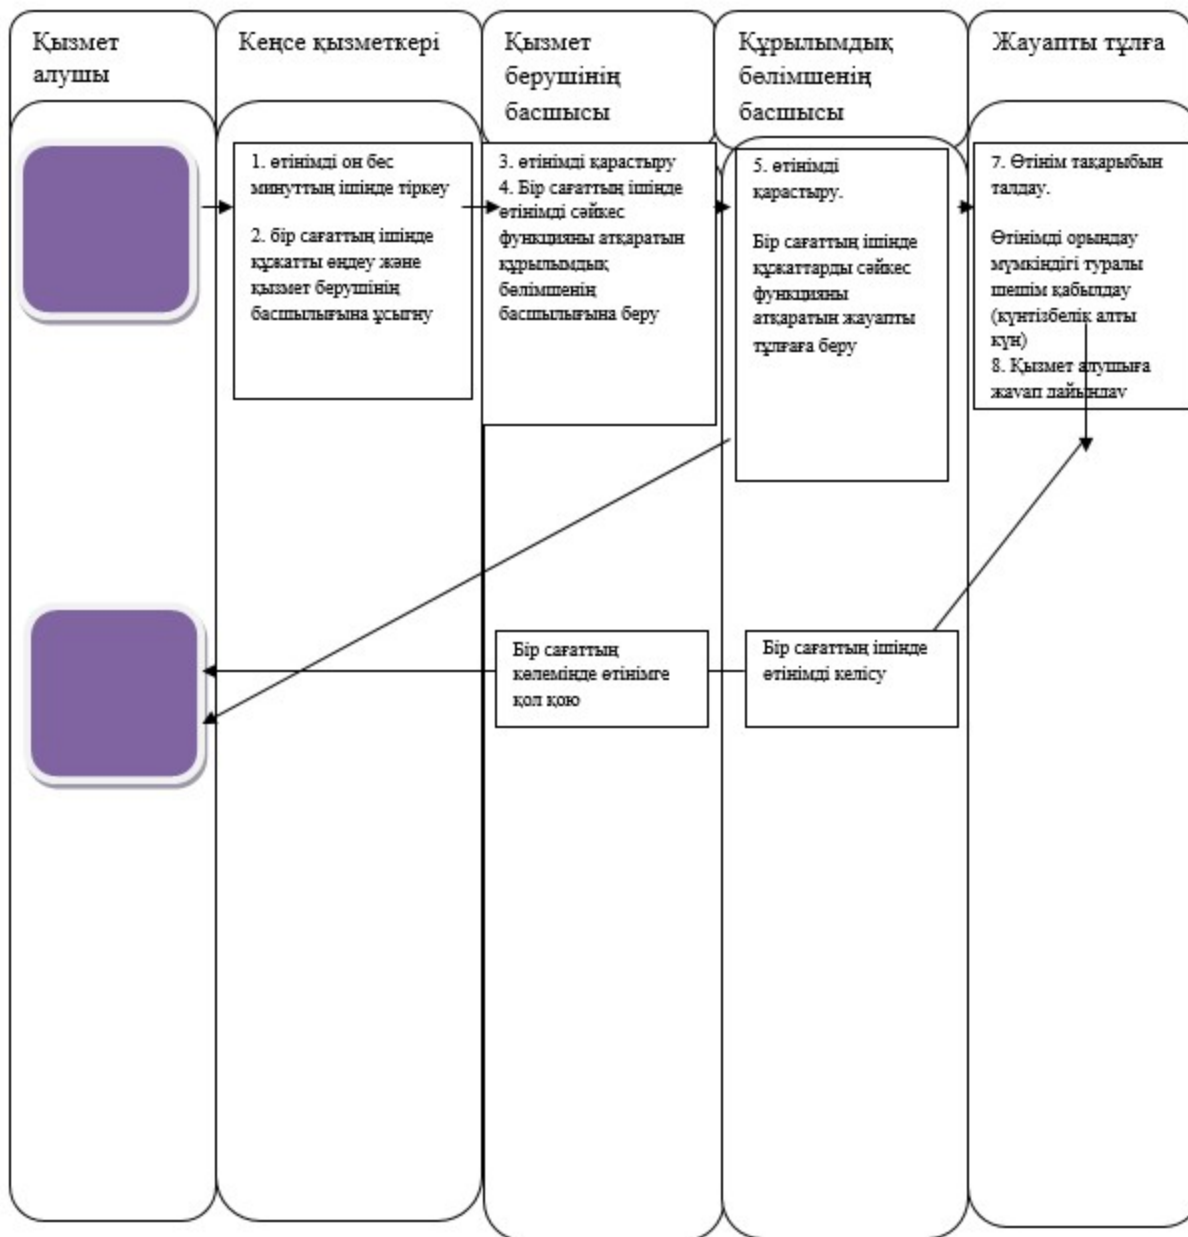 Қызмет
алушы
Кеңсе қызметкері
Қызмет
берушінің
басшысы
Құрылымдық
бөлімшенің
басшысы
Жауапты тұлға
1. өтінімді он бес
минуттың ішінде тіркеу
2. бір сағаттың ішінде
құжатты өңдеу және
қызмет берушінің
басшылығына ұсыгну
3. өтінімді қарастыру
4. Бір сағаттың ішінде
өтінімді сәйкес
функцияны атқаратын
құрылымдық
бөлімшенің
басшылығына беру
5. өтінімді
қарастыру.
Бір сағаттың ішінде
құжаттарды сәйкес
функцияны
атқаратын жауапты
тұлғаға беру
7. Өтінім тақарыбын
талдау.
Өтінімді орындау
мүмкіндігі туралы
шешім қабылдау
(күнтізбелік алты
күн)
8. Қызмет алушыға
жауап дайындау
Бір сағаттың
көлемінде өтінімге
қол қою
Бір сағаттың ішінде
өтінімді келісу